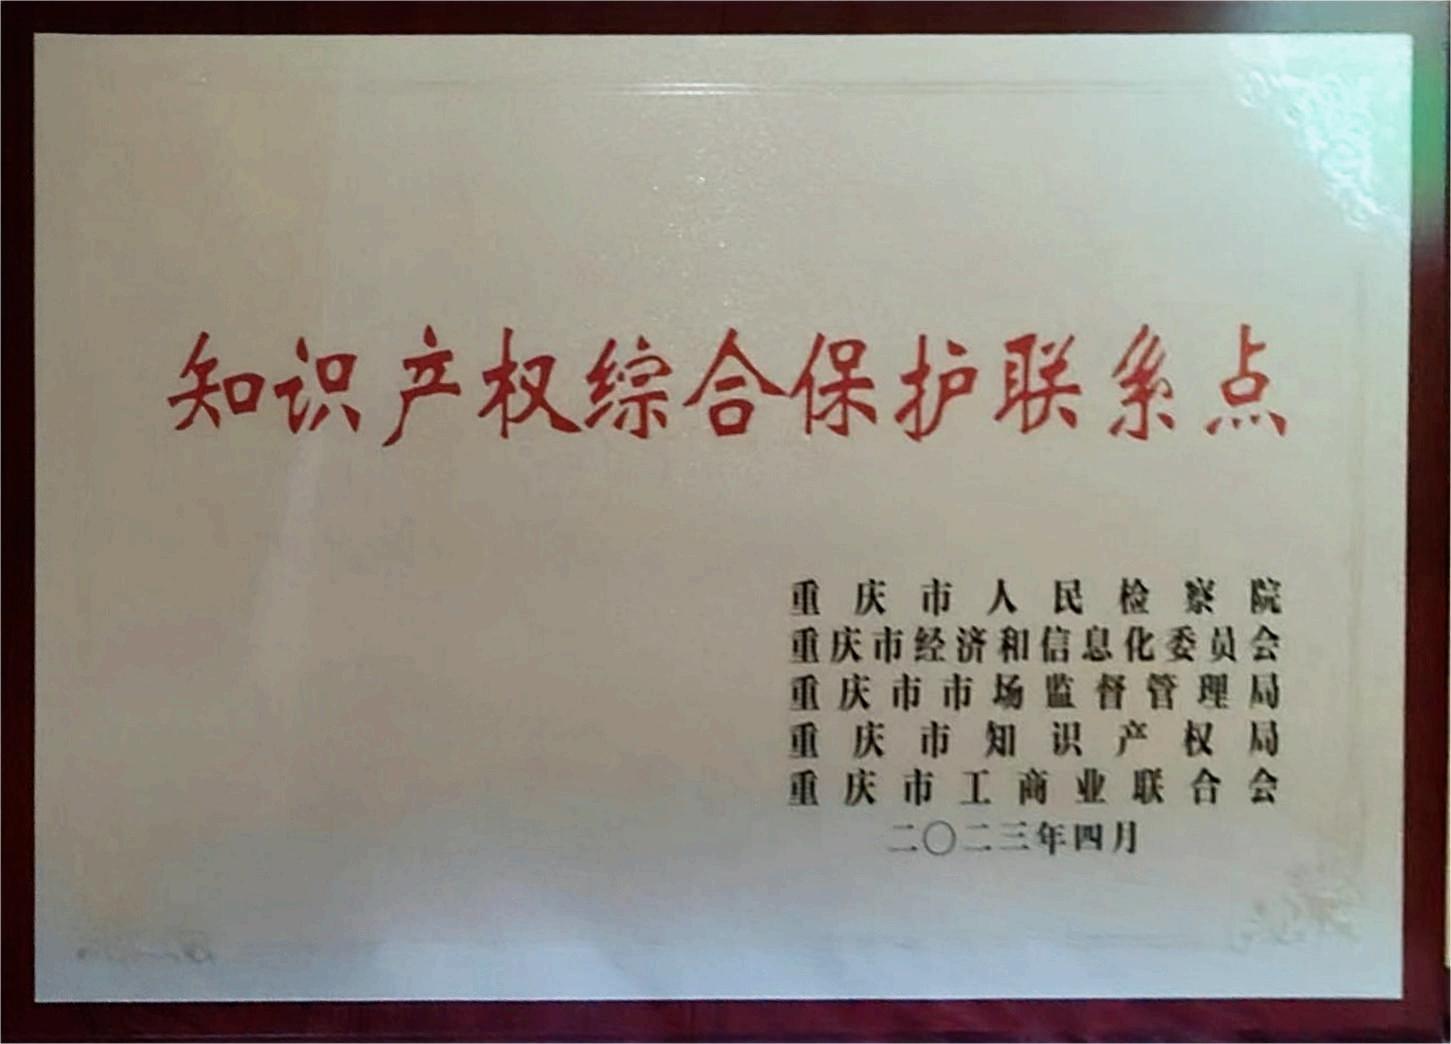 知识产权综合保护联系点
重庆市人民检察院
重庆市经济和信息化委员会
重庆市市场监督管理局
重庆市知识产权局
重庆市工商业联合会
二〇二三年四月